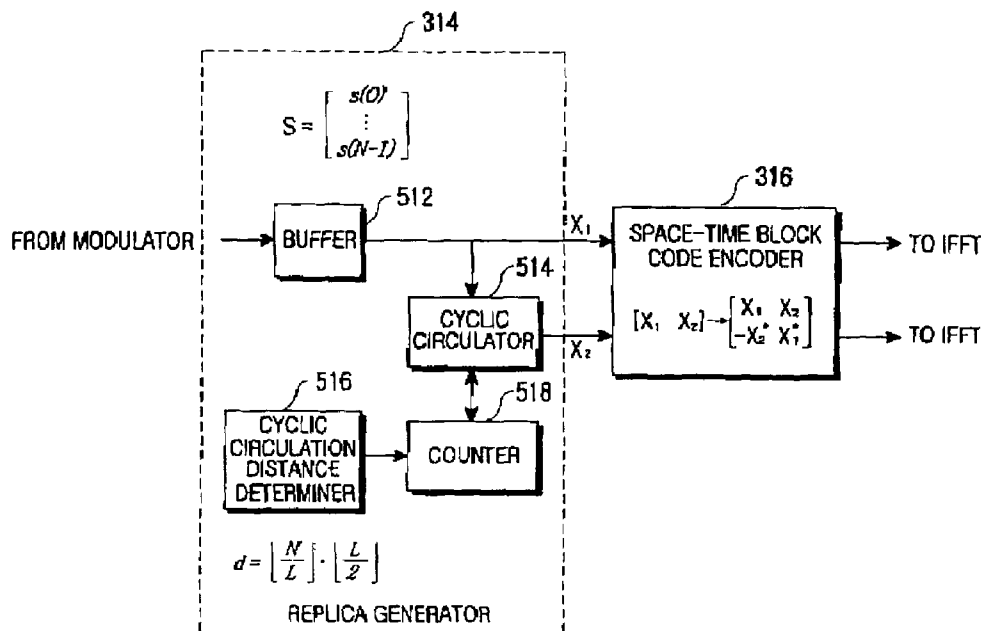 314
S = [ s(0) ⋮ s(N-1) ]
512
316
FROM MODULATOR
BUFFER
X₁
SPACE-TIME BLOCK
CODE ENCODER
TO IFFT
514
CYCLIC
CIRCULATOR
X₂
[X₁ X₂]→[ X₁ X₂
-X₂* X₁* ]
TO IFFT
516
518
CYCLIC
CIRCULATION
DISTANCE
DETERMINER
COUNTER
d = ⌊N/L⌋·⌊L/2⌋
REPLICA GENERATOR